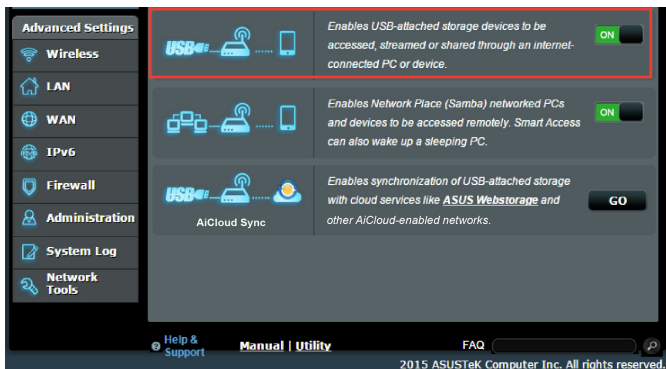 Advanced Settings
Wireless
LAN
WAN
IPv6
Firewall
Administration
System Log
Network
Tools
USB
Enables USB-attached storage devices to be
accessed, streamed or shared through an internet-
connected PC or device.
ON
Enables Network Place (Samba) networked PCs
and devices to be accessed remotely. Smart Access
can also wake up a sleeping PC.
ON
USB
AiCloud Sync
Enables synchronization of USB-attached storage
with cloud services like ASUS Webstorage and
other AiCloud-enabled networks.
GO
Help &
Support
Manual | Utility
FAQ
2015 ASUSTeK Computer Inc. All rights reserved.